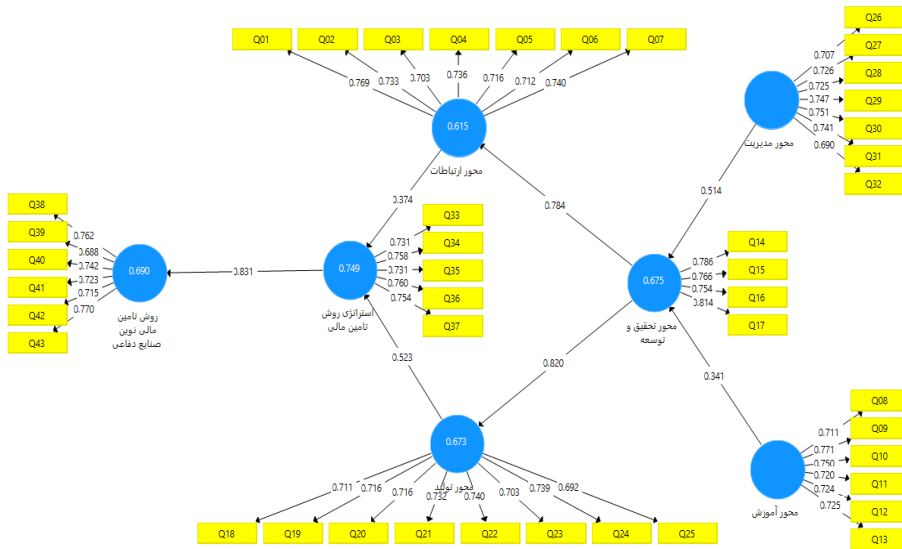 Q01 Q02 Q03 Q04 Q05 Q06 Q07
0.769 0.733 0.703 0.736 0.716 0.712 0.740
0.615
محور ارتباطات
Q26
Q27
Q28
Q29
Q30
Q31
Q32
0.707
0.726
0.725
0.747
0.751
0.741
0.690
محور مدیریت
0.514
0.784
0.374
Q38
Q39
Q40
Q41
Q42
Q43
0.762
0.688
0.742
0.723
0.715
0.770
0.690
روش تامین
مالی نوین
صنایع دفاعی
0.831
0.749
استراتژی روش
تامین مالی
0.731
0.758
0.731
0.760
0.754
Q33
Q34
Q35
Q36
Q37
0.675
محور تحقیق و
توسعه
0.786
0.766
0.754
0.814
Q14
Q15
Q16
Q17
0.523
0.820
0.341
0.673
محور تولید
0.711 0.716 0.716 0.732 0.740 0.703 0.739 0.692
Q18 Q19 Q20 Q21 Q22 Q23 Q24 Q25
محور آموزش
0.711
0.771
0.750
0.720
0.724
0.725
Q08
Q09
Q10
Q11
Q12
Q13